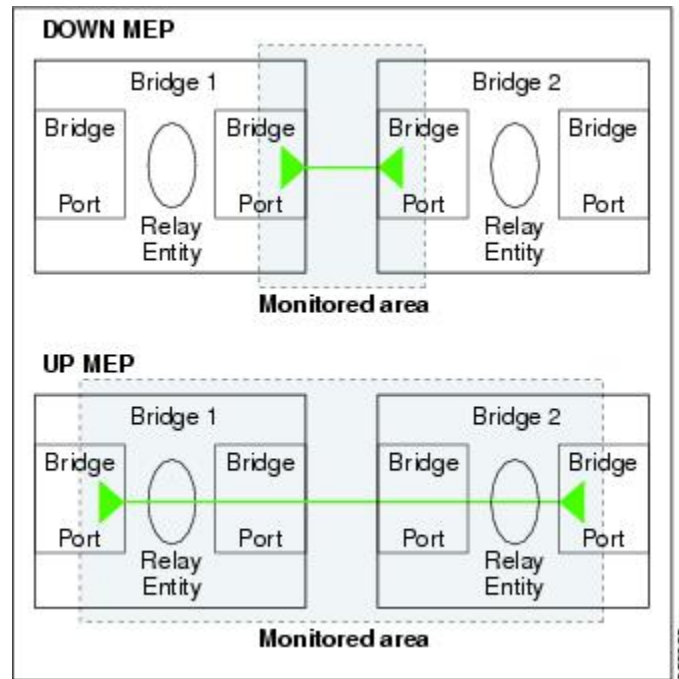 DOWN MEP
Bridge 1
Bridge 2
Bridge
Port
Relay
Entity
Bridge
Port
Bridge
Port
Relay
Entity
Bridge
Port
Monitored area
UP MEP
Bridge 1
Bridge 2
Bridge
Port
Relay
Entity
Bridge
Port
Bridge
Port
Relay
Entity
Bridge
Port
Monitored area